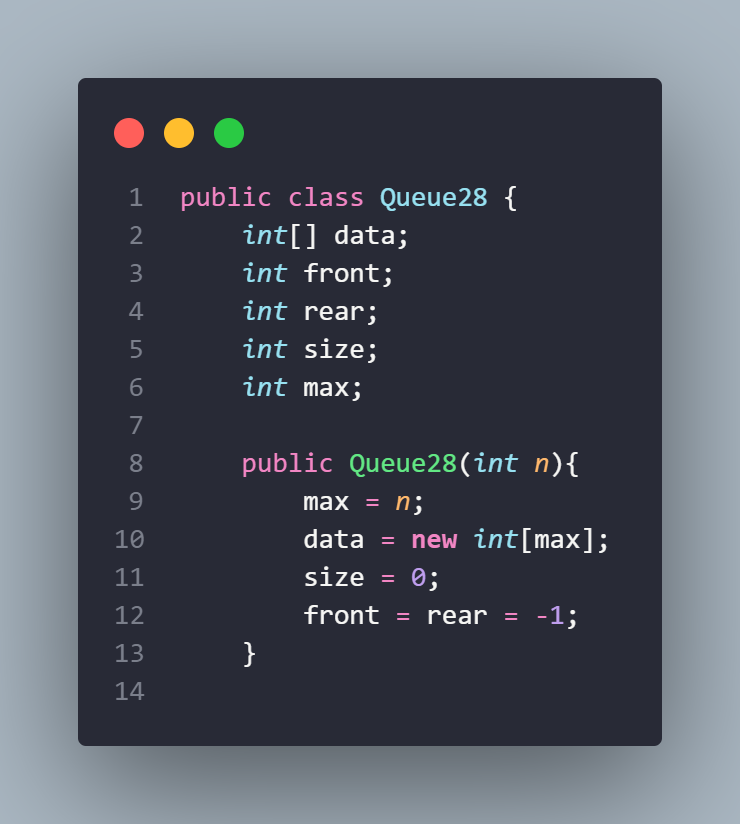 1 public class Queue28 {
2     int[] data;
3     int front;
4     int rear;
5     int size;
6     int max;
7
8     public Queue28(int n){
9         max = n;
10         data = new int[max];
11         size = 0;
12         front = rear = -1;
13     }
14